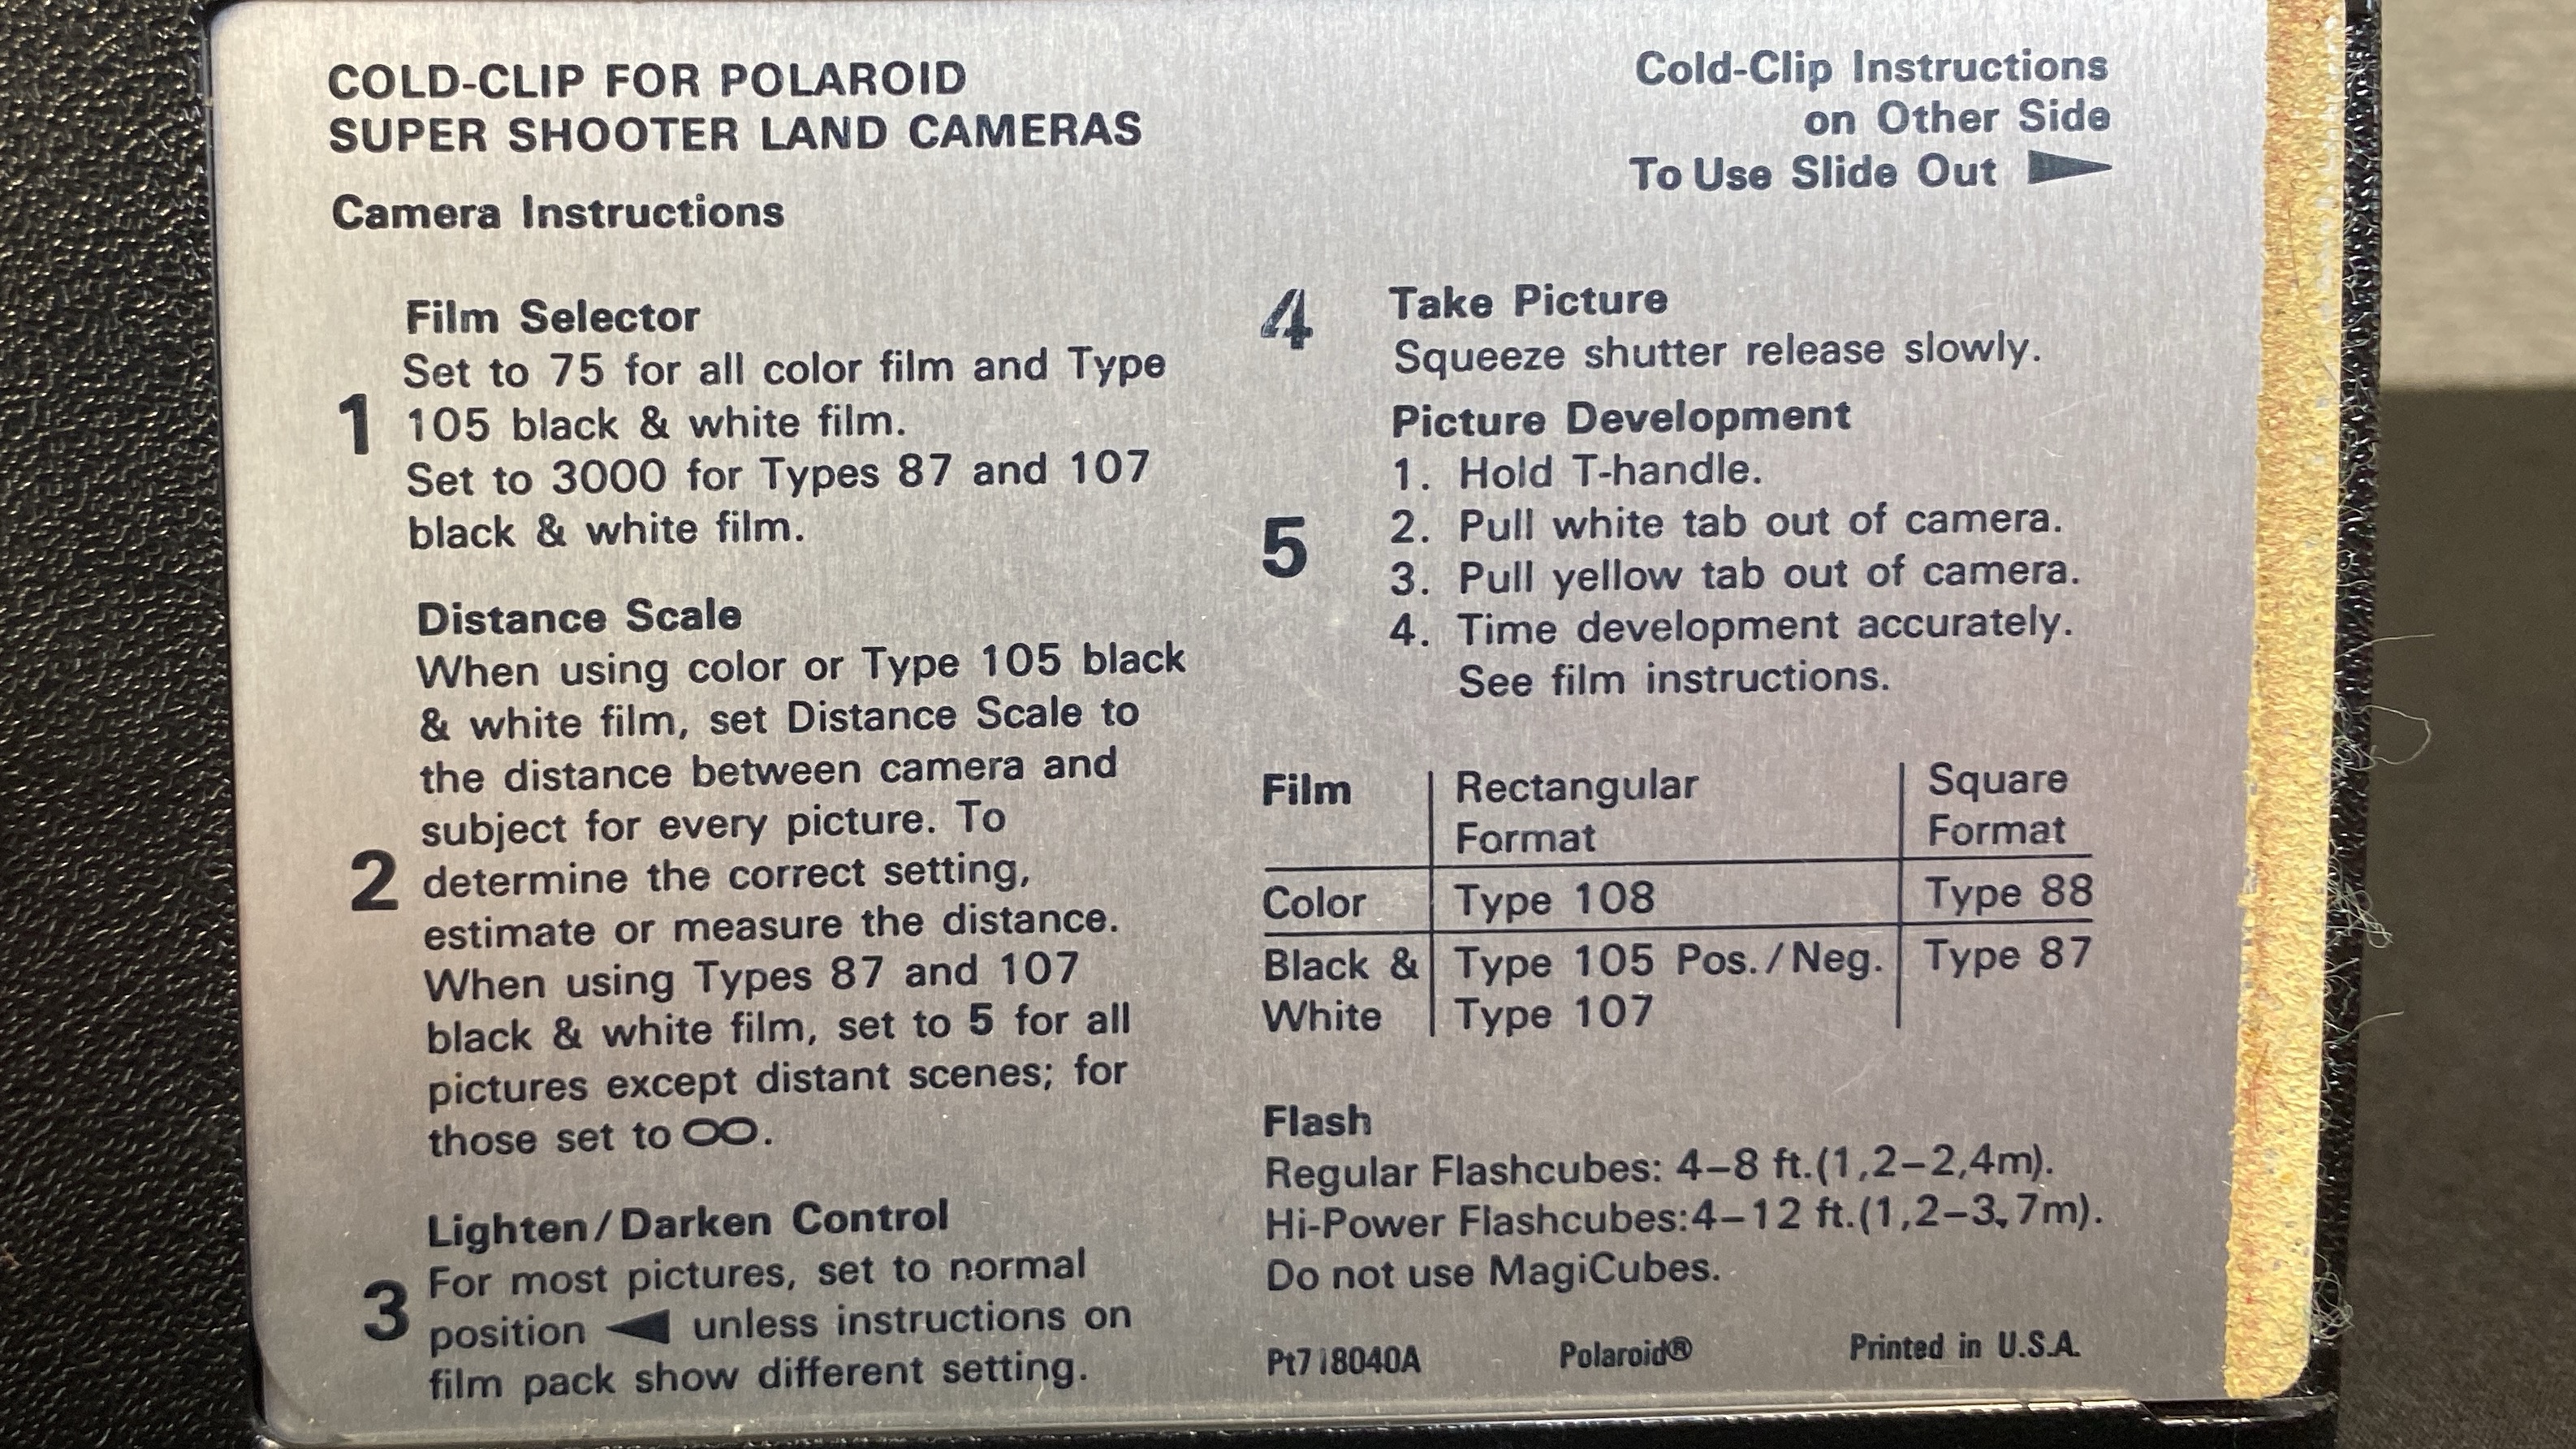 COLD-CLIP FOR POLAROID
SUPER SHOOTER LAND CAMERAS
Camera Instructions
1
Film Selector
Set to 75 for all color film and Type
105 black & white film.
Set to 3000 for Types 87 and 107
black & white film.
2
Distance Scale
When using color or Type 105 black
& white film, set Distance Scale to
the distance between camera and
subject for every picture. To
determine the correct setting,
estimate or measure the distance.
When using Types 87 and 107
black & white film, set to 5 for all
pictures except distant scenes; for
those set to ∞.
3
Lighten/Darken Control
For most pictures, set to normal
position ◀ unless instructions on
film pack show different setting.
Cold-Clip Instructions
on Other Side
To Use Slide Out ▶
4
Take Picture
Squeeze shutter release slowly.
5
Picture Development
1. Hold T-handle.
2. Pull white tab out of camera.
3. Pull yellow tab out of camera.
4. Time development accurately.
See film instructions.
Film | Rectangular Format | Square Format
Color | Type 108 | Type 88
Black & White | Type 105 Pos./Neg. Type 107 | Type 87
Flash
Regular Flashcubes: 4–8 ft.(1,2–2,4m).
Hi-Power Flashcubes:4–12 ft.(1,2–3,7m).
Do not use MagiCubes.
Pt718040A Polaroid® Printed in U.S.A.